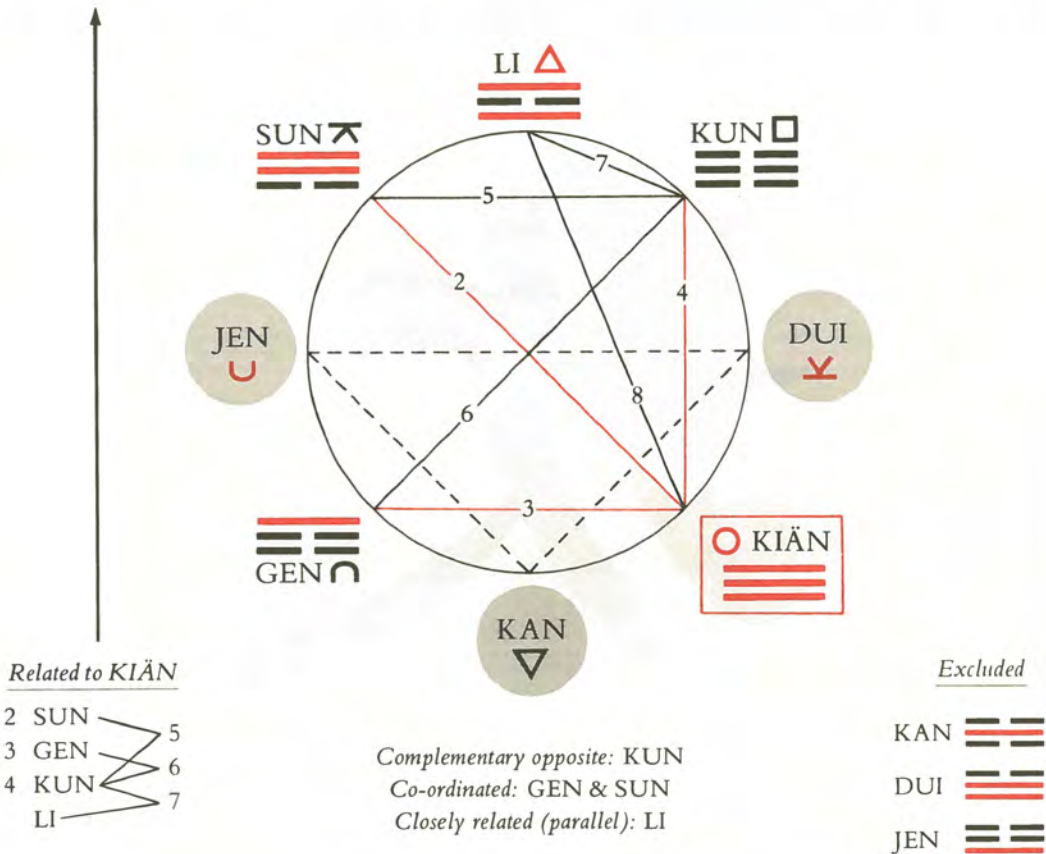 LI
SUN
KUN
7
5
2
4
JEN
DUI
8
6
3
GEN
KIÄN
KAN
Related to KIÄN
2 SUN
5
3 GEN
6
4 KUN
7
LI
Complementary opposite: KUN
Co-ordinated: GEN & SUN
Closely related (parallel): LI
Excluded
KAN
DUI
JEN